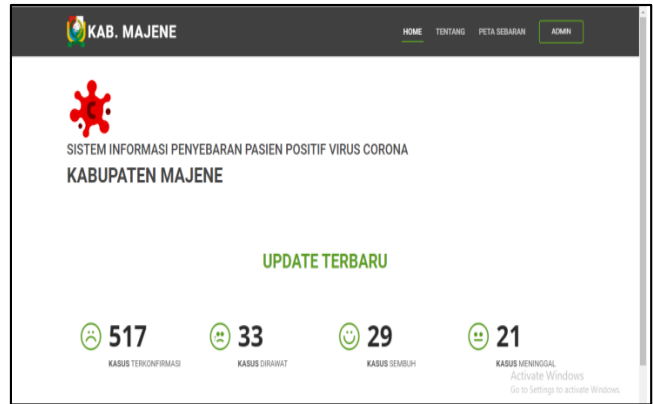 KAB. MAJENE
HOME TENTANG PETA SEBARAN ADMIN
SISTEM INFORMASI PENYEBARAN PASIEN POSITIF VIRUS CORONA
KABUPATEN MAJENE
UPDATE TERBARU
517 33 29 21
KASUS TERKONFIRMASI KASUS DIRAWAT KASUS SEMBUH KASUS MENINGGAL
Activate Windows
Go to Settings to activate Windows.